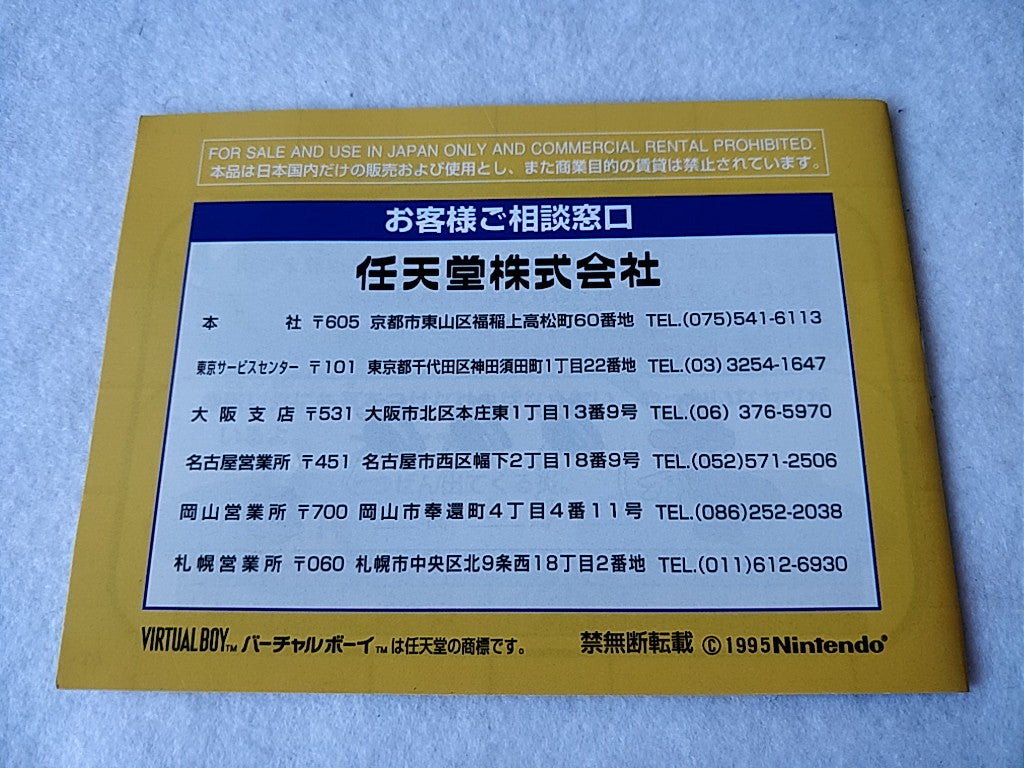 FOR SALE AND USE IN JAPAN ONLY AND COMMERCIAL RENTAL PROHIBITED.
本品は日本国内だけの販売および使用とし、また商業目的の賃貸は禁止されています。
お客様ご相談窓口
任天堂株式会社
本 社 〒605 京都市東山区福稲上高松町60番地 TEL.(075)541-6113
東京サービスセンター 〒101 東京都千代田区神田須田町1丁目22番地 TEL.(03)3254-1647
大阪支店 〒531 大阪市北区本庄東1丁目13番9号 TEL.(06) 376-5970
名古屋営業所 〒451 名古屋市西区幅下2丁目18番9号 TEL.(052)571-2506
岡山営業所 〒700 岡山市奉還町4丁目4番11号 TEL.(086)252-2038
札幌営業所 〒060 札幌市中央区北9条西18丁目2番地 TEL.(011)612-6930
VIRTUAL BOY™ バーチャルボーイ™は任天堂の商標です。 禁無断転載 ©1995Nintendo®